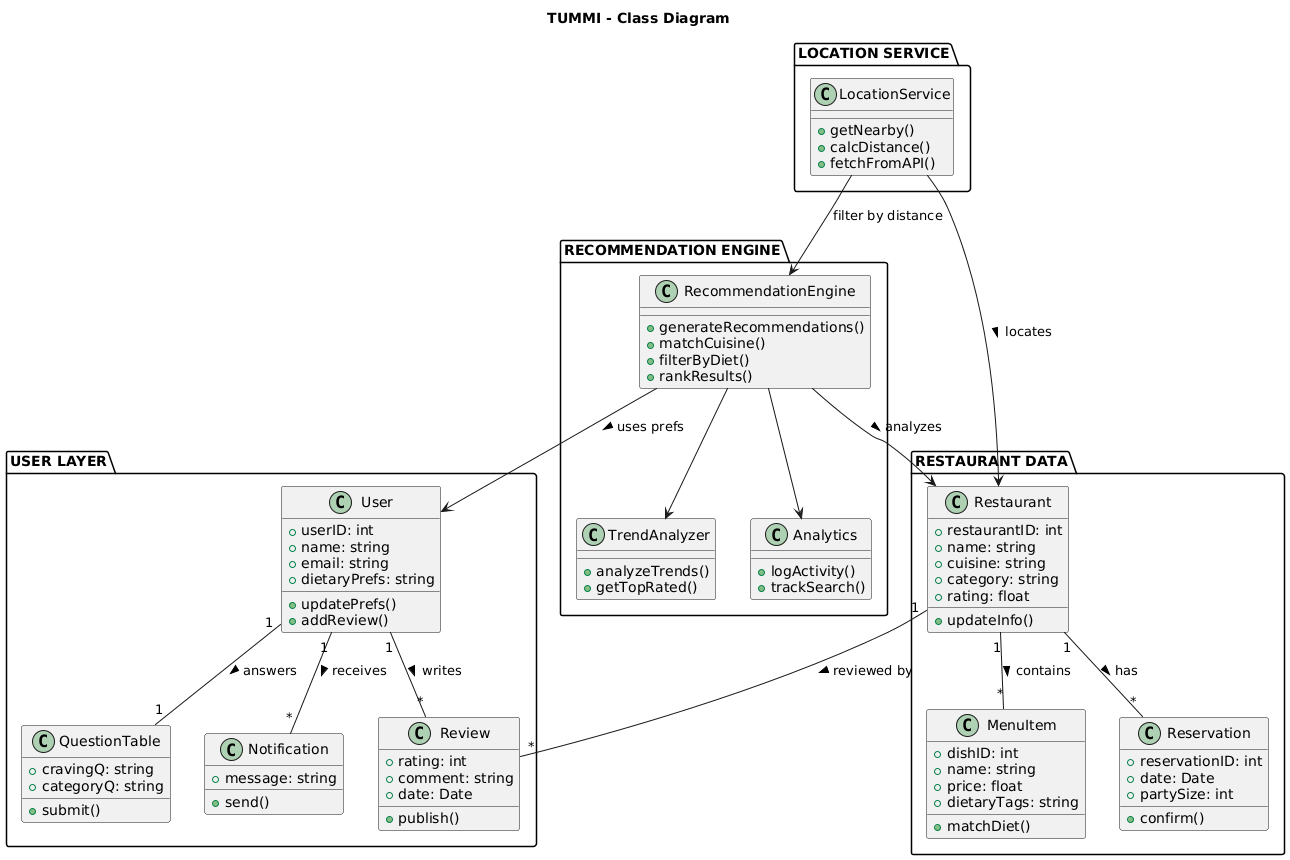 TUMMI - Class Diagram
LOCATION SERVICE
C LocationService
getNearby()
calcDistance()
fetchFromAPI()
filter by distance
locates
RECOMMENDATION ENGINE
C RecommendationEngine
generateRecommendations()
matchCuisine()
filterByDiet()
rankResults()
uses prefs
analyzes
C TrendAnalyzer
analyzeTrends()
getTopRated()
C Analytics
logActivity()
trackSearch()
USER LAYER
C User
userID: int
name: string
email: string
dietaryPrefs: string
updatePrefs()
addReview()
1
answers
1
1
receives
*
1
writes
*
C QuestionTable
cravingQ: string
categoryQ: string
submit()
C Notification
message: string
send()
C Review
rating: int
comment: string
date: Date
publish()
RESTAURANT DATA
C Restaurant
restaurantID: int
name: string
cuisine: string
category: string
rating: float
updateInfo()
1
reviewed by
*
1
contains
*
1
has
*
C MenuItem
dishID: int
name: string
price: float
dietaryTags: string
matchDiet()
C Reservation
reservationID: int
date: Date
partySize: int
confirm()